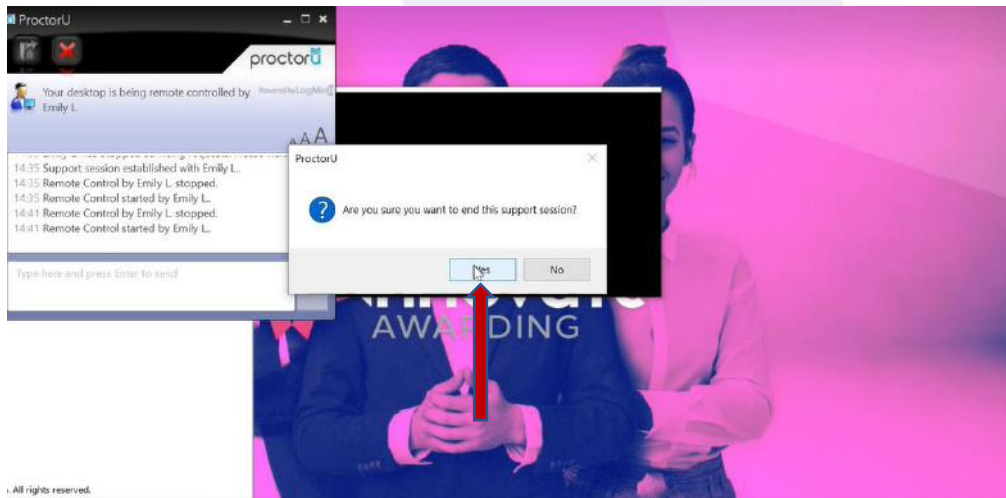 ProctorU
proctorU
Your desktop is being remote controlled by
Emily L.
AAA
14:35 Support session established with Emily L..
14:35 Remote Control by Emily L. stopped.
14:35 Remote Control started by Emily L..
14:41 Remote Control by Emily L. stopped.
14:41 Remote Control started by Emily L..
Type here and press Enter to send
ProctorU
Are you sure you want to end this support session?
Yes
No
AWARDING
. All rights reserved.